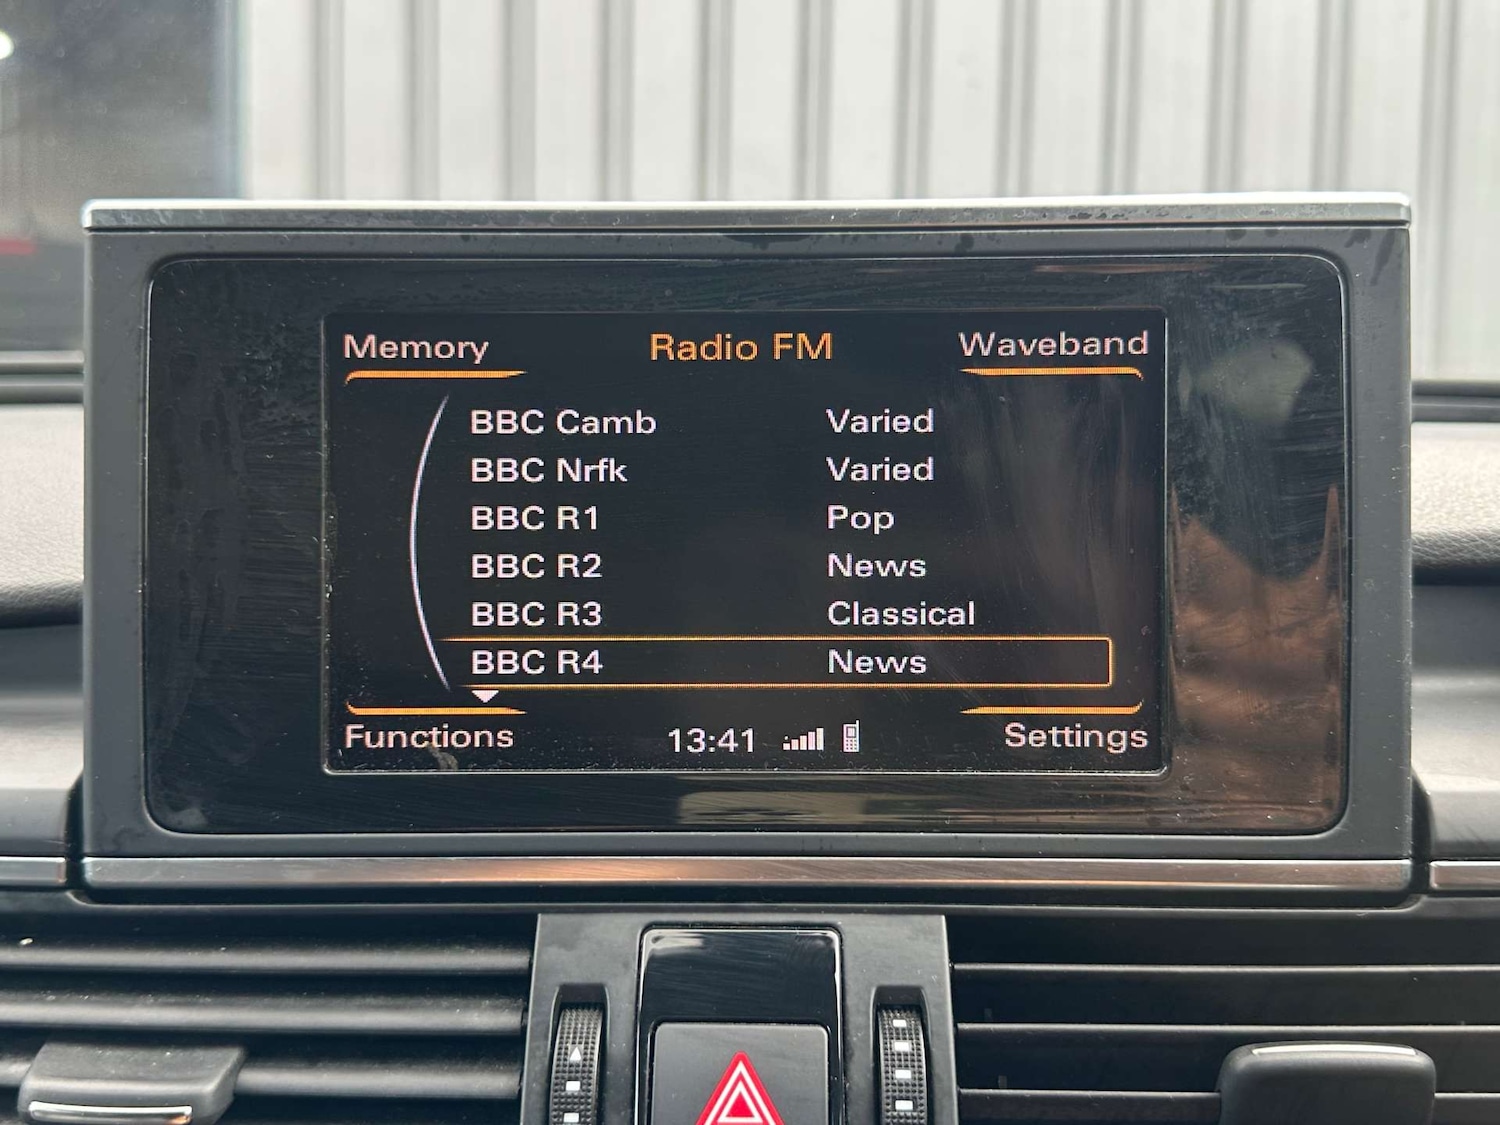 Memory Radio FM Waveband
BBC Camb Varied
BBC Nrfk Varied
BBC R1 Pop
BBC R2 News
BBC R3 Classical
BBC R4 News
Functions 13:41 Settings